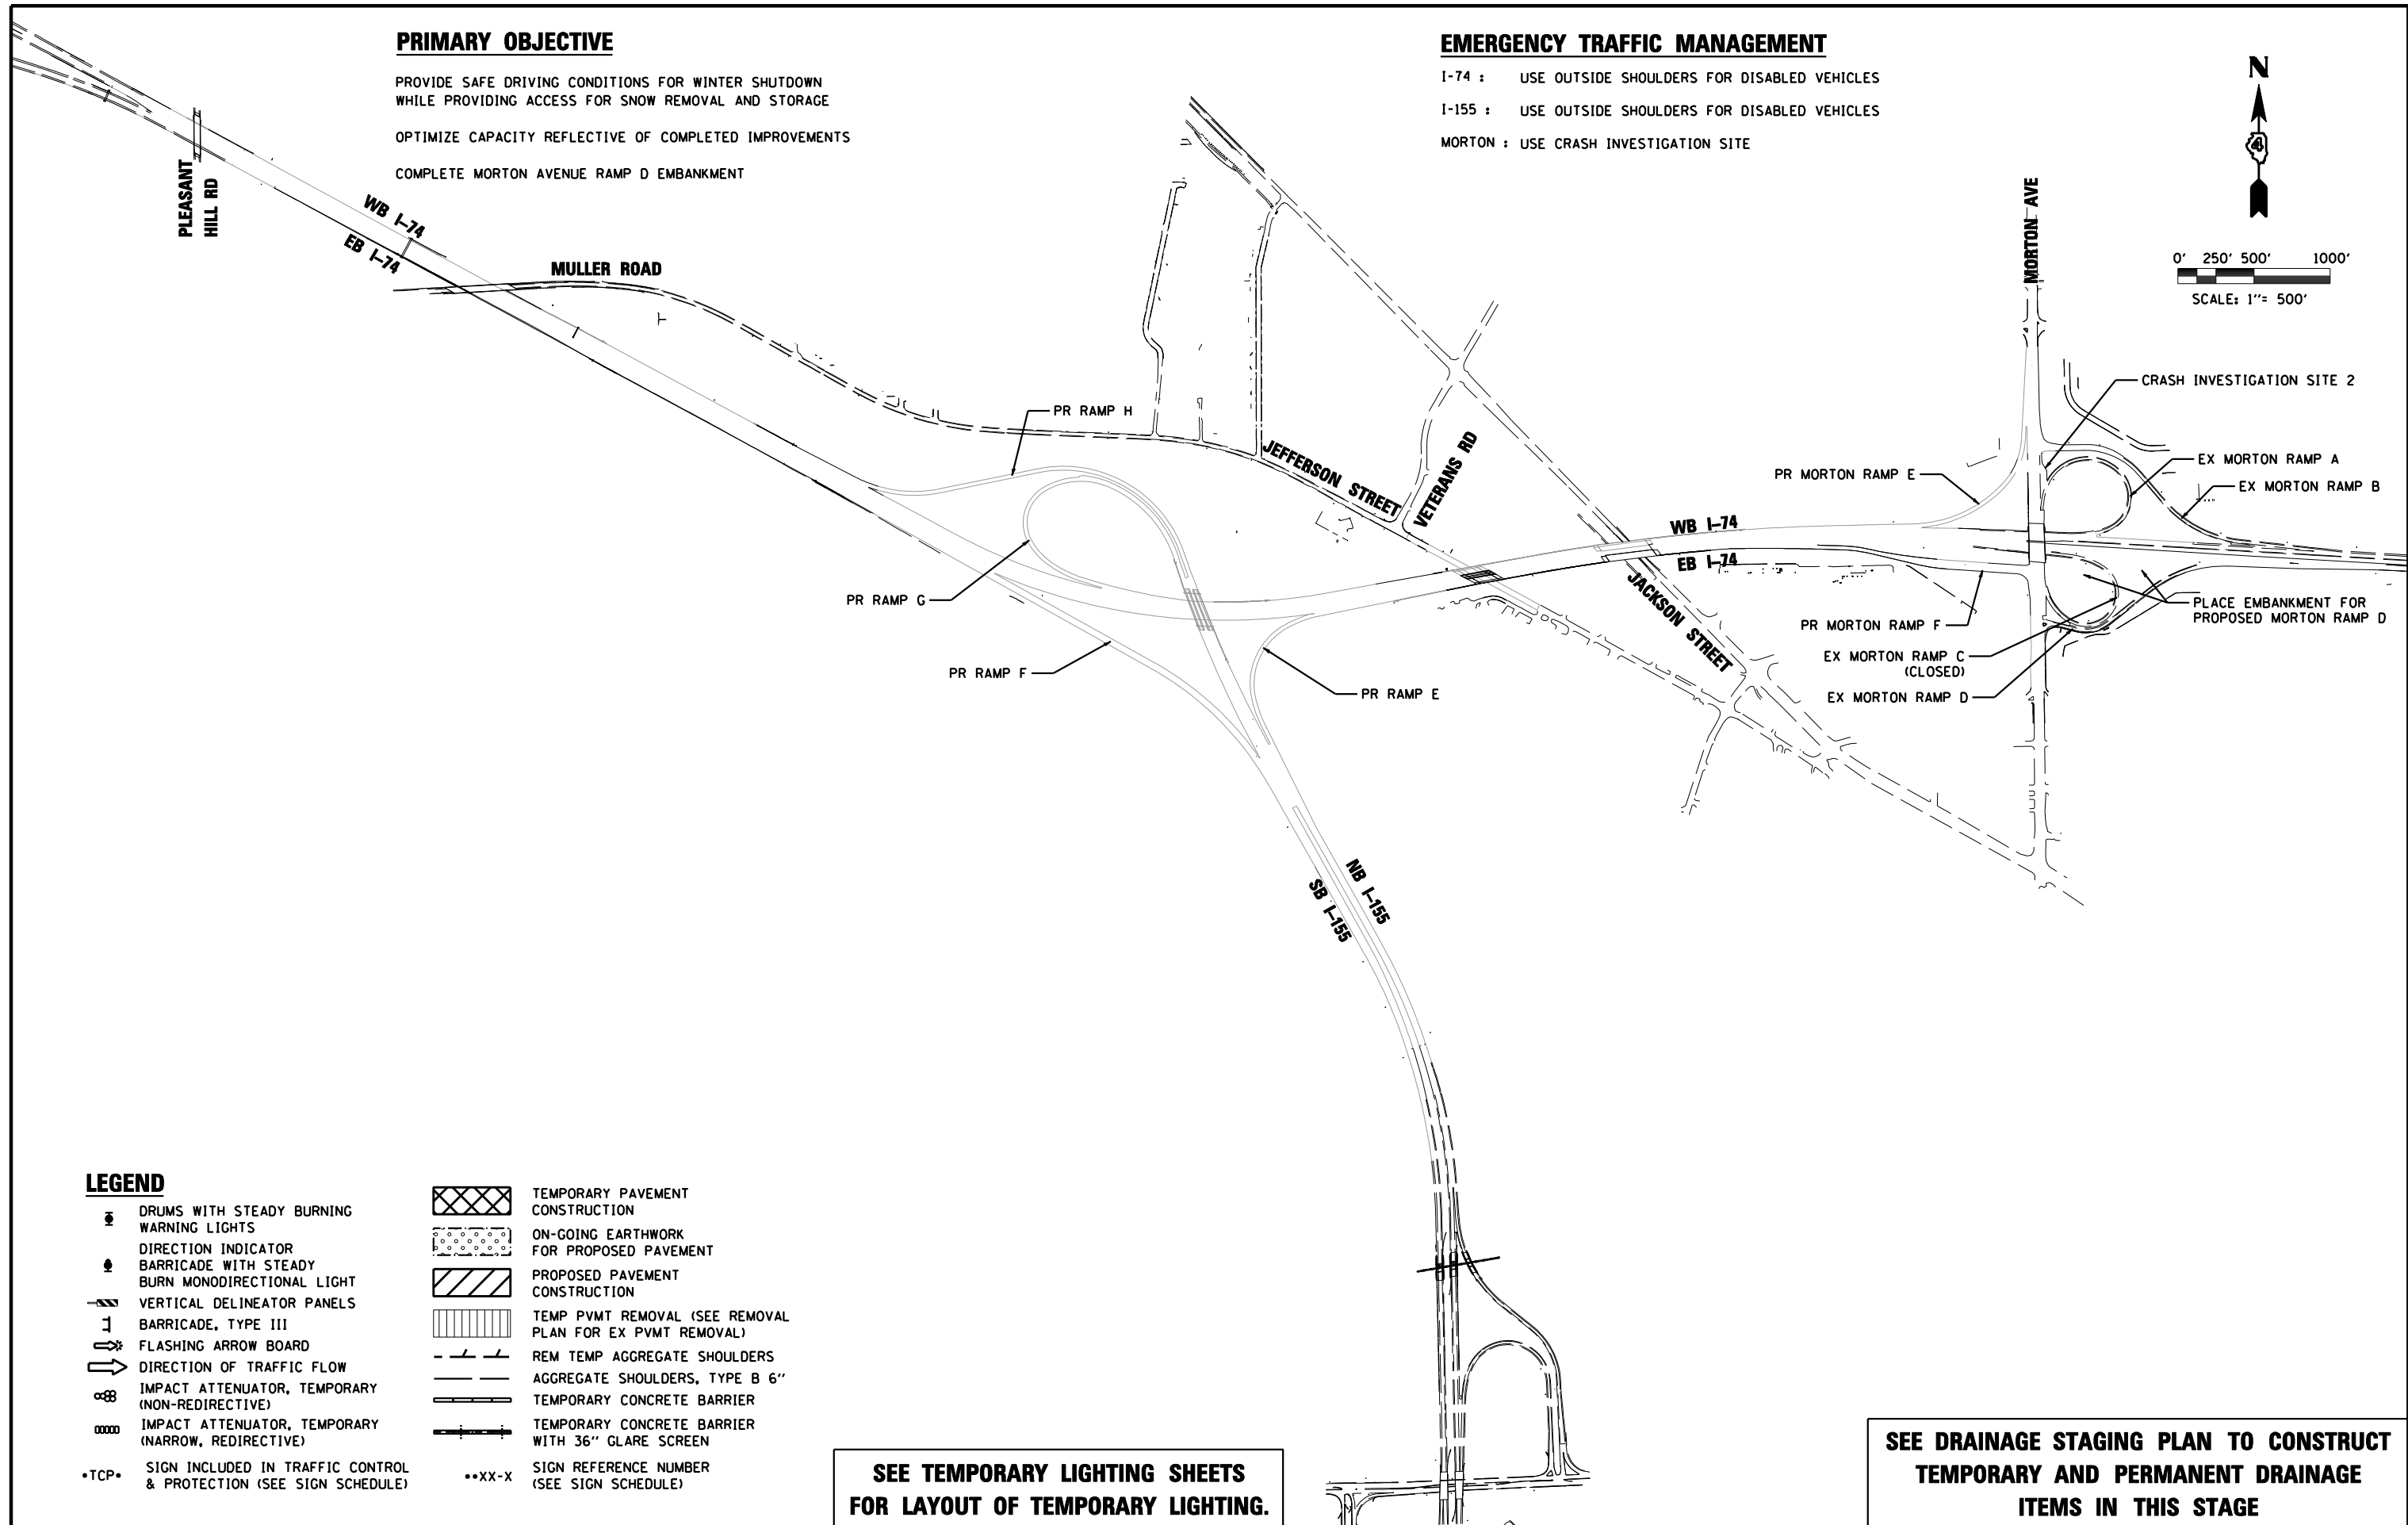 PRIMARY OBJECTIVE
PROVIDE SAFE DRIVING CONDITIONS FOR WINTER SHUTDOWN
WHILE PROVIDING ACCESS FOR SNOW REMOVAL AND STORAGE
OPTIMIZE CAPACITY REFLECTIVE OF COMPLETED IMPROVEMENTS
COMPLETE MORTON AVENUE RAMP D EMBANKMENT
EMERGENCY TRAFFIC MANAGEMENT
I-74 : USE OUTSIDE SHOULDERS FOR DISABLED VEHICLES
I-155 : USE OUTSIDE SHOULDERS FOR DISABLED VEHICLES
MORTON : USE CRASH INVESTIGATION SITE
N
4
0' 250' 500' 1000'
SCALE: 1"= 500'
PLEASANT
HILL RD
WB I-74
EB I-74
MULLER ROAD
MORTON AVE
CRASH INVESTIGATION SITE 2
PR RAMP H
JEFFERSON STREET
VETERANS RD
PR MORTON RAMP E
EX MORTON RAMP A
EX MORTON RAMP B
WB I-74
EB I-74
JACKSON STREET
PR RAMP G
PLACE EMBANKMENT FOR
PROPOSED MORTON RAMP D
PR MORTON RAMP F
EX MORTON RAMP C
(CLOSED)
EX MORTON RAMP D
PR RAMP F
PR RAMP E
NB I-155
SB I-155
LEGEND
DRUMS WITH STEADY BURNING
WARNING LIGHTS
DIRECTION INDICATOR
BARRICADE WITH STEADY
BURN MONODIRECTIONAL LIGHT
VERTICAL DELINEATOR PANELS
BARRICADE, TYPE III
FLASHING ARROW BOARD
DIRECTION OF TRAFFIC FLOW
IMPACT ATTENUATOR, TEMPORARY
(NON-REDIRECTIVE)
IMPACT ATTENUATOR, TEMPORARY
(NARROW, REDIRECTIVE)
•TCP• SIGN INCLUDED IN TRAFFIC CONTROL
& PROTECTION (SEE SIGN SCHEDULE)
TEMPORARY PAVEMENT
CONSTRUCTION
ON-GOING EARTHWORK
FOR PROPOSED PAVEMENT
PROPOSED PAVEMENT
CONSTRUCTION
TEMP PVMT REMOVAL (SEE REMOVAL
PLAN FOR EX PVMT REMOVAL)
REM TEMP AGGREGATE SHOULDERS
AGGREGATE SHOULDERS, TYPE B 6"
TEMPORARY CONCRETE BARRIER
TEMPORARY CONCRETE BARRIER
WITH 36" GLARE SCREEN
••XX-X SIGN REFERENCE NUMBER
(SEE SIGN SCHEDULE)
SEE TEMPORARY LIGHTING SHEETS
FOR LAYOUT OF TEMPORARY LIGHTING.
SEE DRAINAGE STAGING PLAN TO CONSTRUCT
TEMPORARY AND PERMANENT DRAINAGE
ITEMS IN THIS STAGE